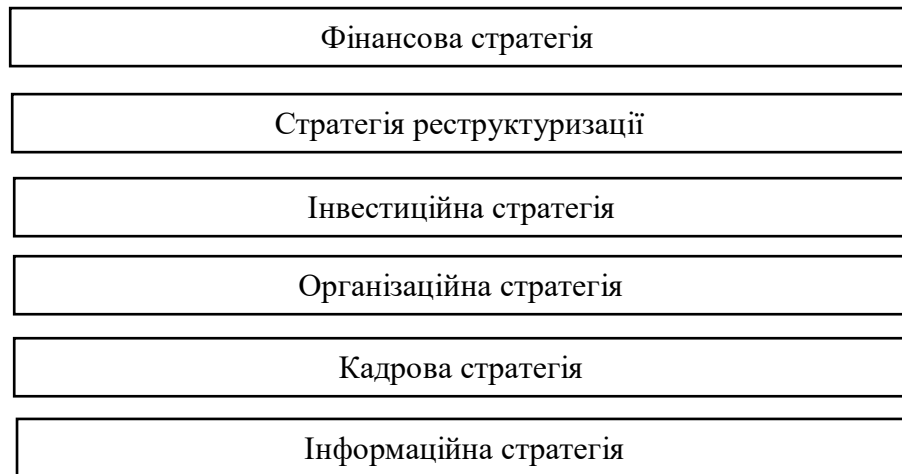 Фінансова стратегія
Стратегія реструктуризації
Інвестиційна стратегія
Організаційна стратегія
Кадрова стратегія
Інформаційна стратегія